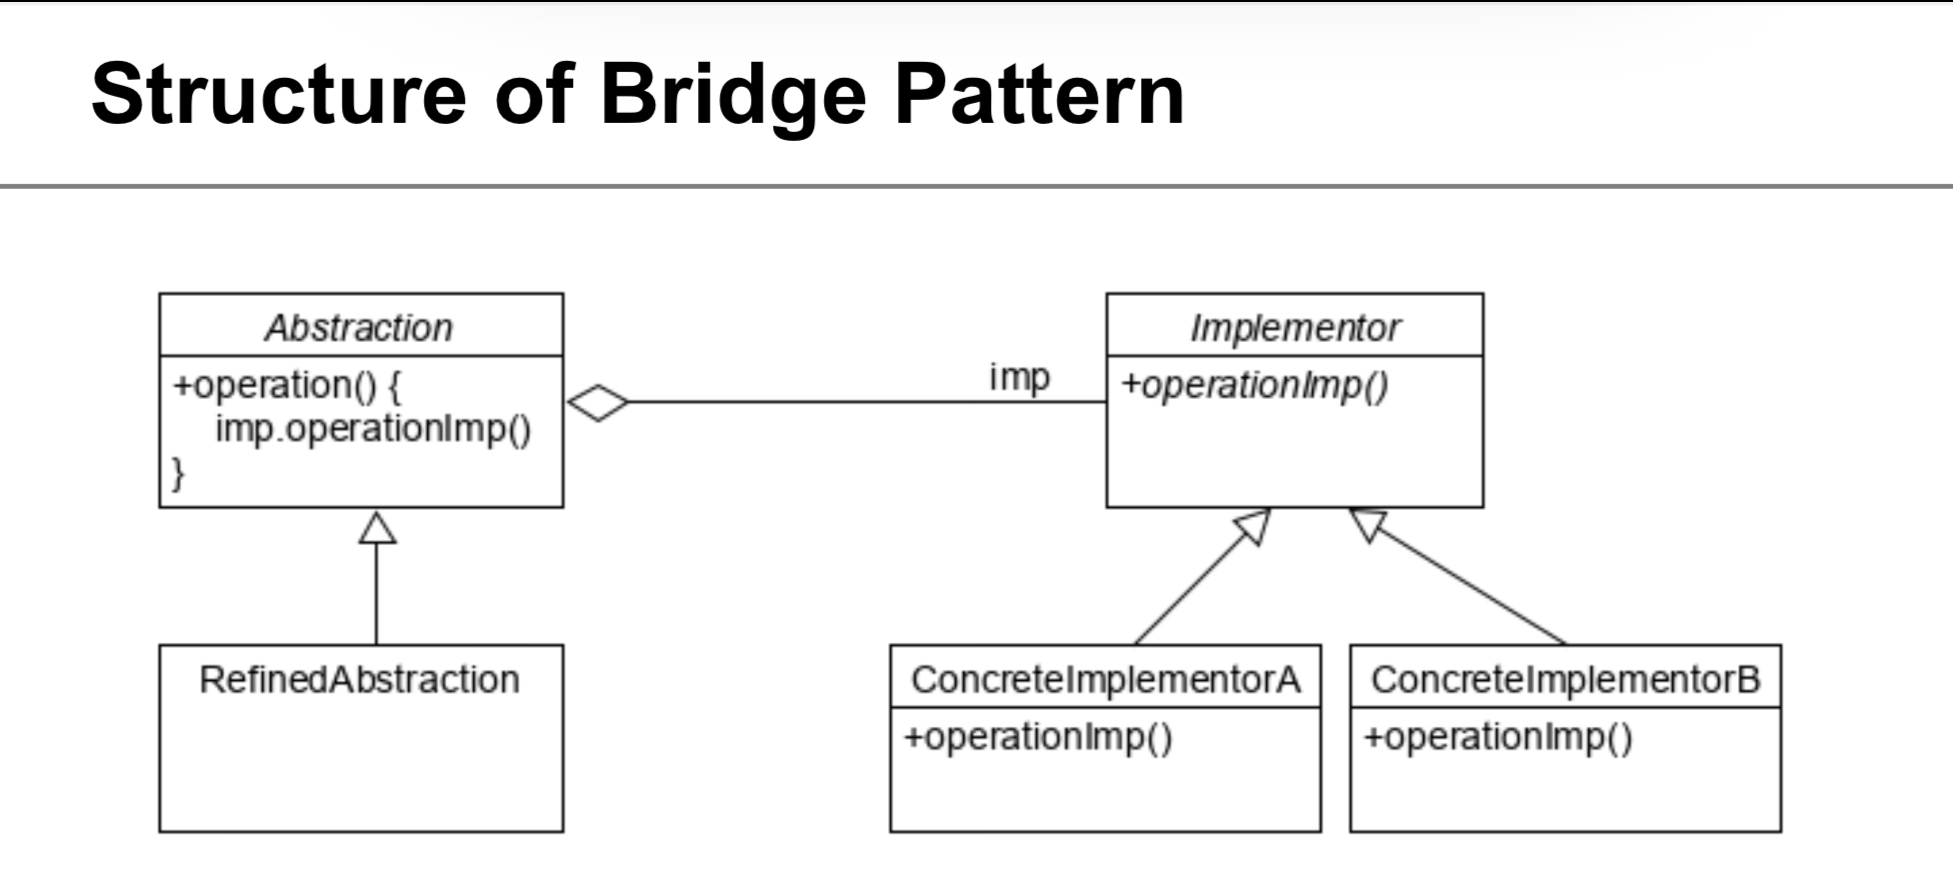 Structure of Bridge Pattern
Abstraction
+operation() {
imp.operationImp()
}
imp
Implementor
+operationImp()
RefinedAbstraction
ConcreteImplementorA
+operationImp()
ConcreteImplementorB
+operationImp()